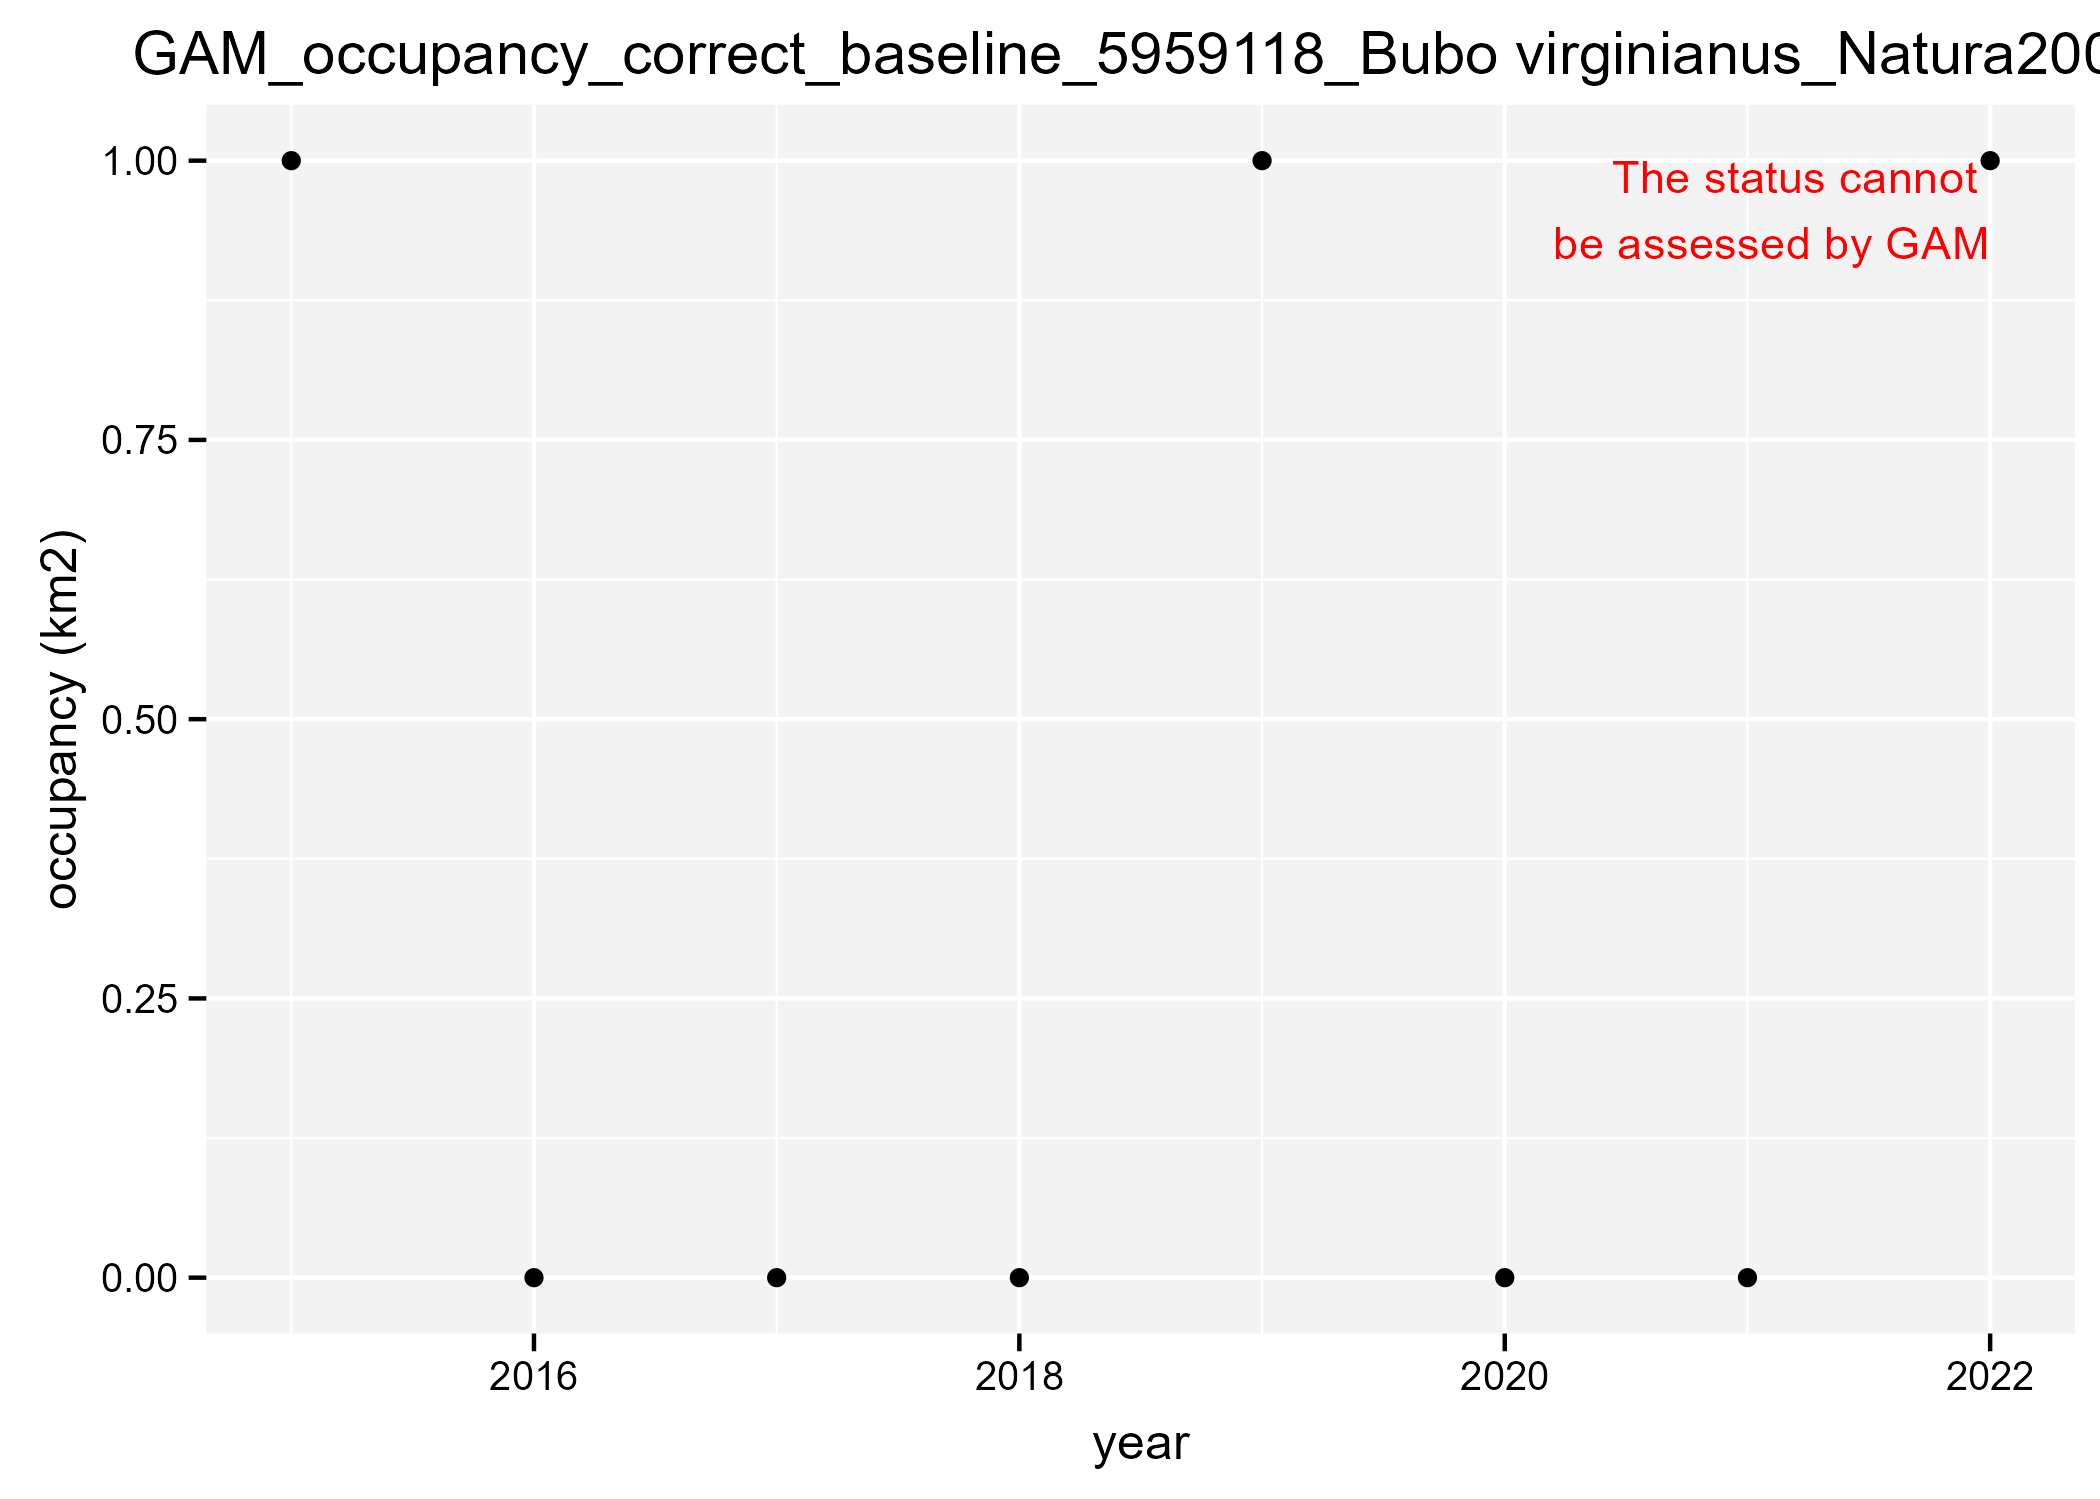 GAM_occupancy_correct_baseline_5959118_Bubo virginianus_Natura200
1.00
The status cannot
be assessed by GAM
0.75
occupancy (km2)
0.50
0.25
0.00
2016 2018 2020 2022
year